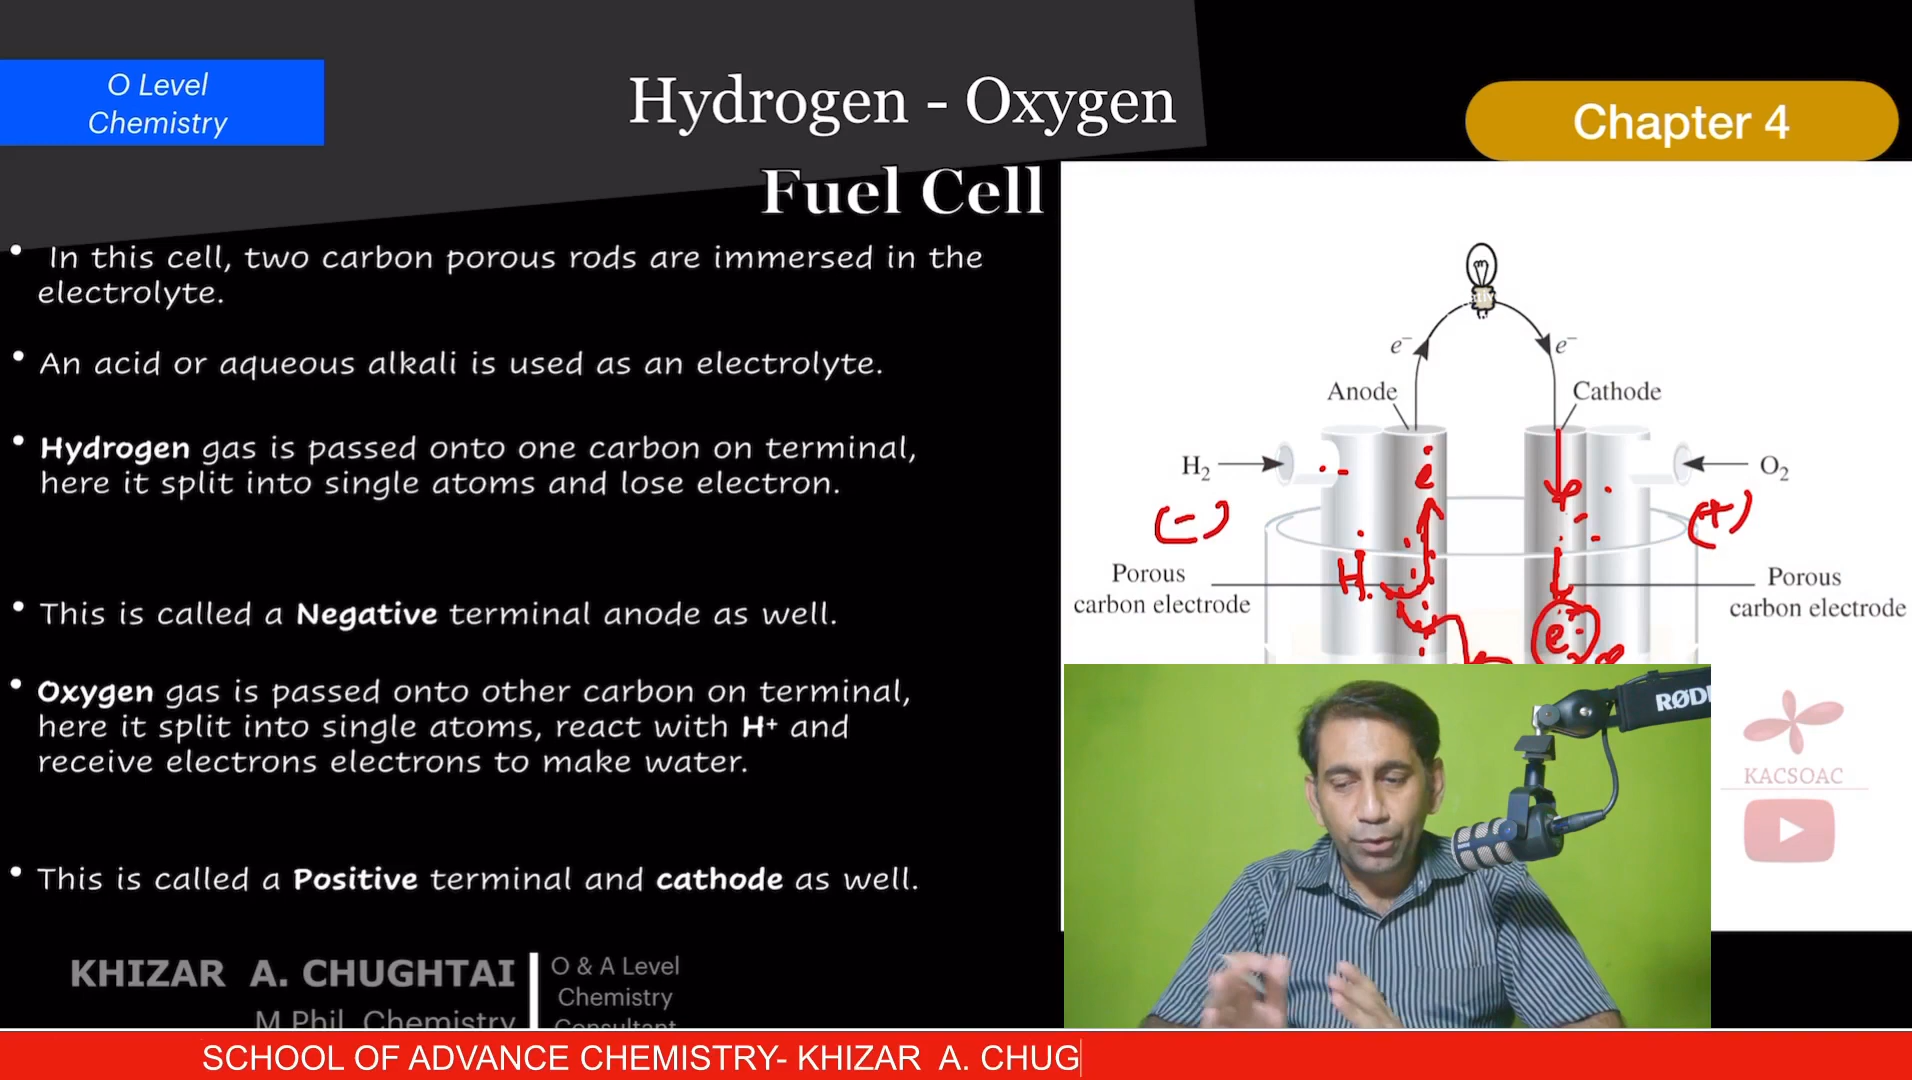 O Level
Chemistry
Hydrogen - Oxygen
Fuel Cell
Chapter 4
• In this cell, two carbon porous rods are immersed in the
electrolyte.
• An acid or aqueous alkali is used as an electrolyte.
• Hydrogen gas is passed onto one carbon on terminal,
here it split into single atoms and lose electron.
• This is called a Negative terminal anode as well.
• Oxygen gas is passed onto other carbon on terminal,
here it split into single atoms, react with H⁺ and
receive electrons electrons to make water.
• This is called a Positive terminal and cathode as well.
e⁻
e⁻
Anode
Cathode
H₂
O₂
(-)
(+)
e
H
Porous
carbon electrode
Porous
carbon electrode
e⁻
RØD
KACSOAC
KHIZAR A. CHUGHTAI
M Phil Chemistry
O & A Level
Chemistry
Consultant
SCHOOL OF ADVANCE CHEMISTRY- KHIZAR A. CHUG